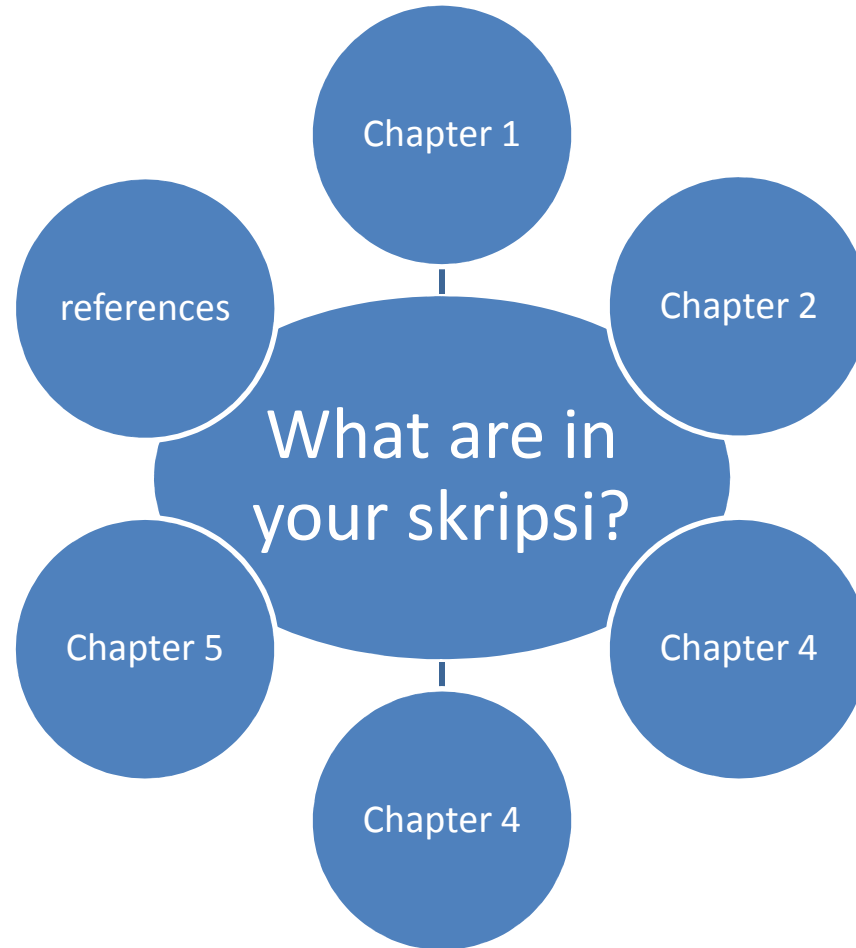 Chapter 1
Chapter 2
Chapter 4
Chapter 4
Chapter 5
references
What are in
your skripsi?